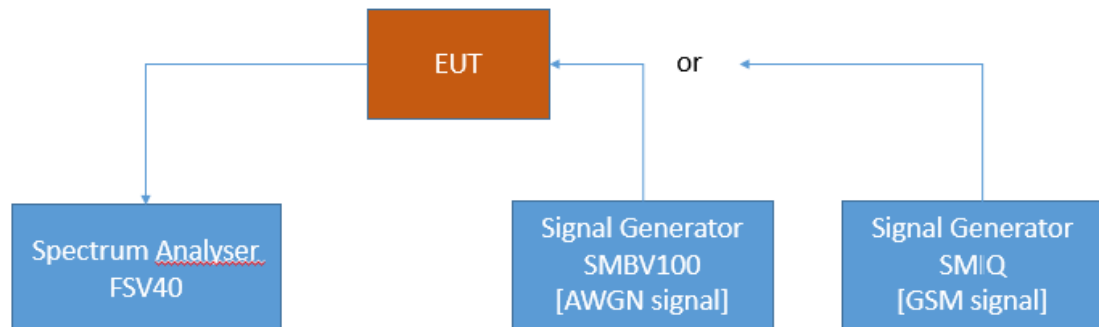 EUT
or
Spectrum Analyser
FSV40
Signal Generator
SMBV100
[AWGN signal]
Signal Generator
SMIQ
[GSM signal]